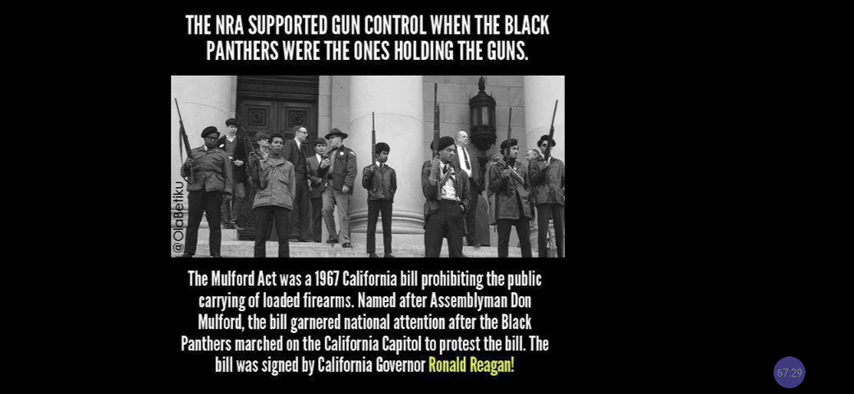 THE NRA SUPPORTED GUN CONTROL WHEN THE BLACK
PANTHERS WERE THE ONES HOLDING THE GUNS.
@OlaBetiku
The Mulford Act was a 1967 California bill prohibiting the public
carrying of loaded firearms. Named after Assemblyman Don
Mulford, the bill garnered national attention after the Black
Panthers marched on the California Capitol to protest the bill. The
bill was signed by California Governor Ronald Reagan!
67:29